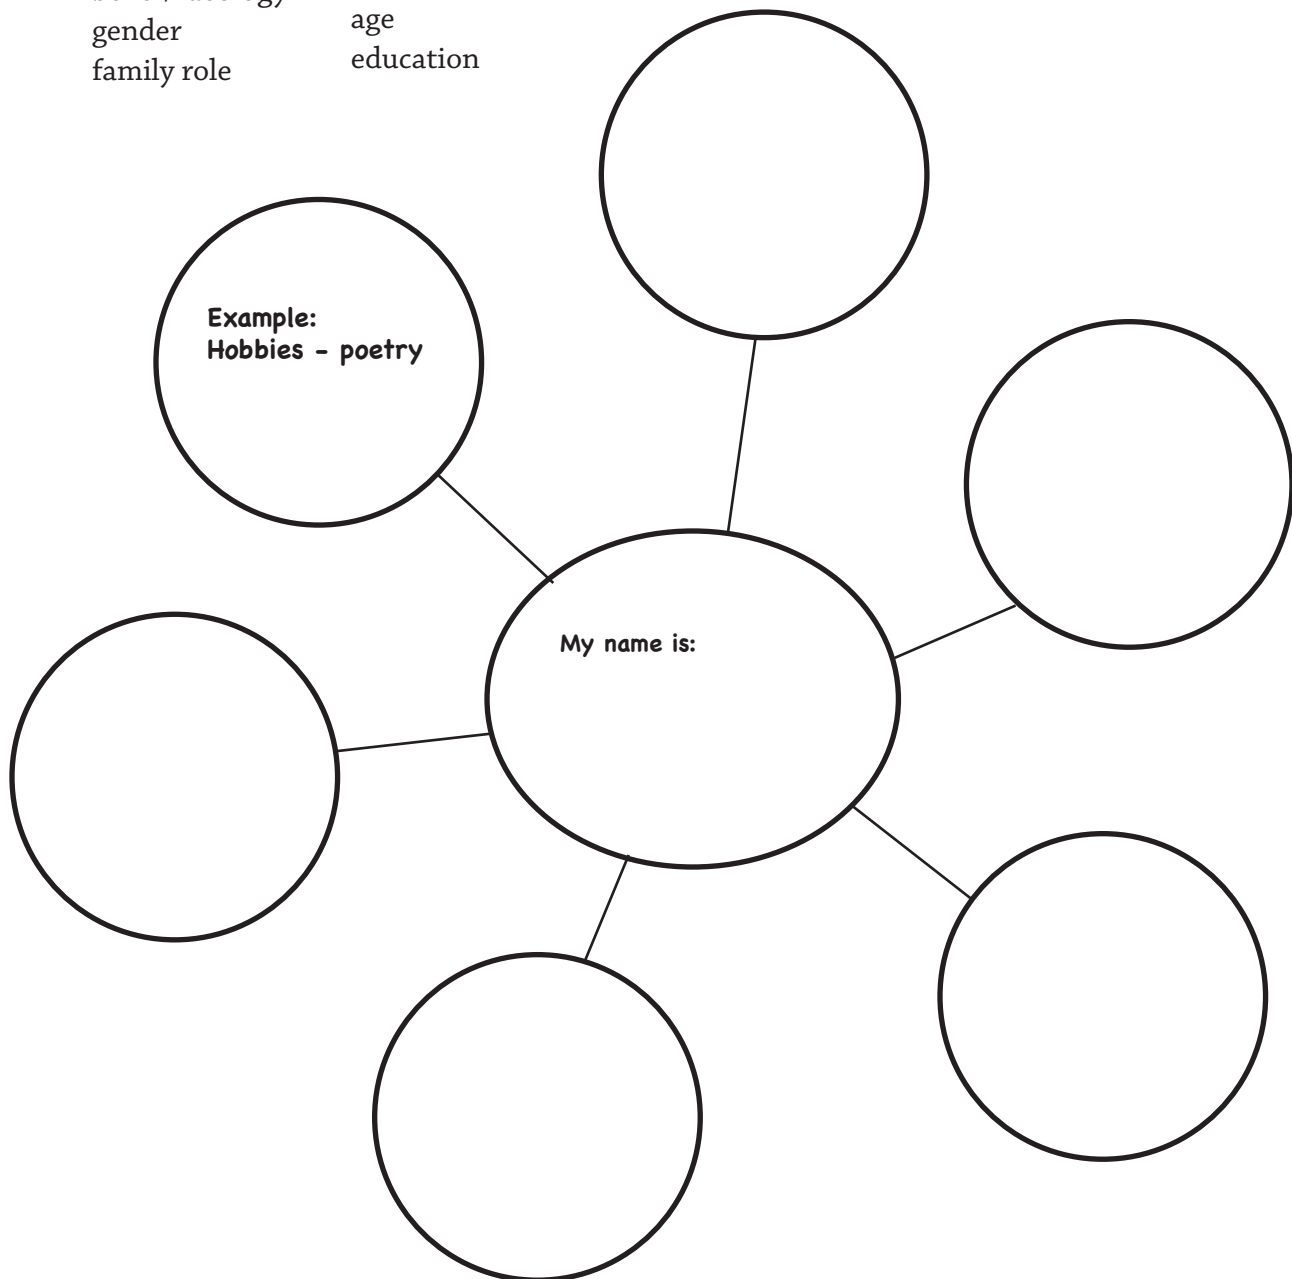 gender
family role
age
education
Example:
Hobbies - poetry
My name is: